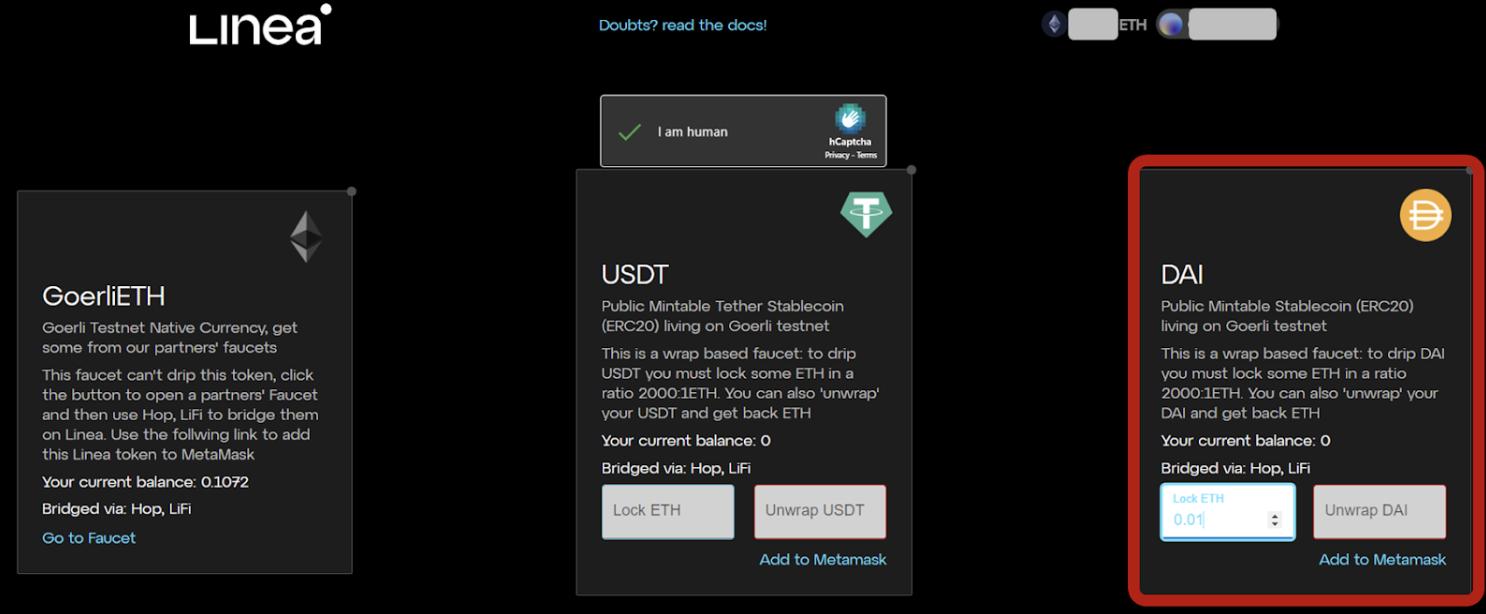 Linea
Doubts? read the docs!
ETH
I am human
hCaptcha
Privacy - Terms
GoerliETH
Goerli Testnet Native Currency, get
some from our partners' faucets
This faucet can't drip this token, click
the button to open a partners' Faucet
and then use Hop, LiFi to bridge them
on Linea. Use the follwing link to add
this Linea token to MetaMask
Your current balance: 0.1072
Bridged via: Hop, LiFi
Go to Faucet
USDT
Public Mintable Tether Stablecoin
(ERC20) living on Goerli testnet
This is a wrap based faucet: to drip
USDT you must lock some ETH in a
ratio 2000:1ETH. You can also 'unwrap'
your USDT and get back ETH
Your current balance: 0
Bridged via: Hop, LiFi
Lock ETH
Unwrap USDT
Add to Metamask
DAI
Public Mintable Stablecoin (ERC20)
living on Goerli testnet
This is a wrap based faucet: to drip DAI
you must lock some ETH in a ratio
2000:1ETH. You can also 'unwrap' your
DAI and get back ETH
Your current balance: 0
Bridged via: Hop, LiFi
Lock ETH
0.01
Unwrap DAI
Add to Metamask